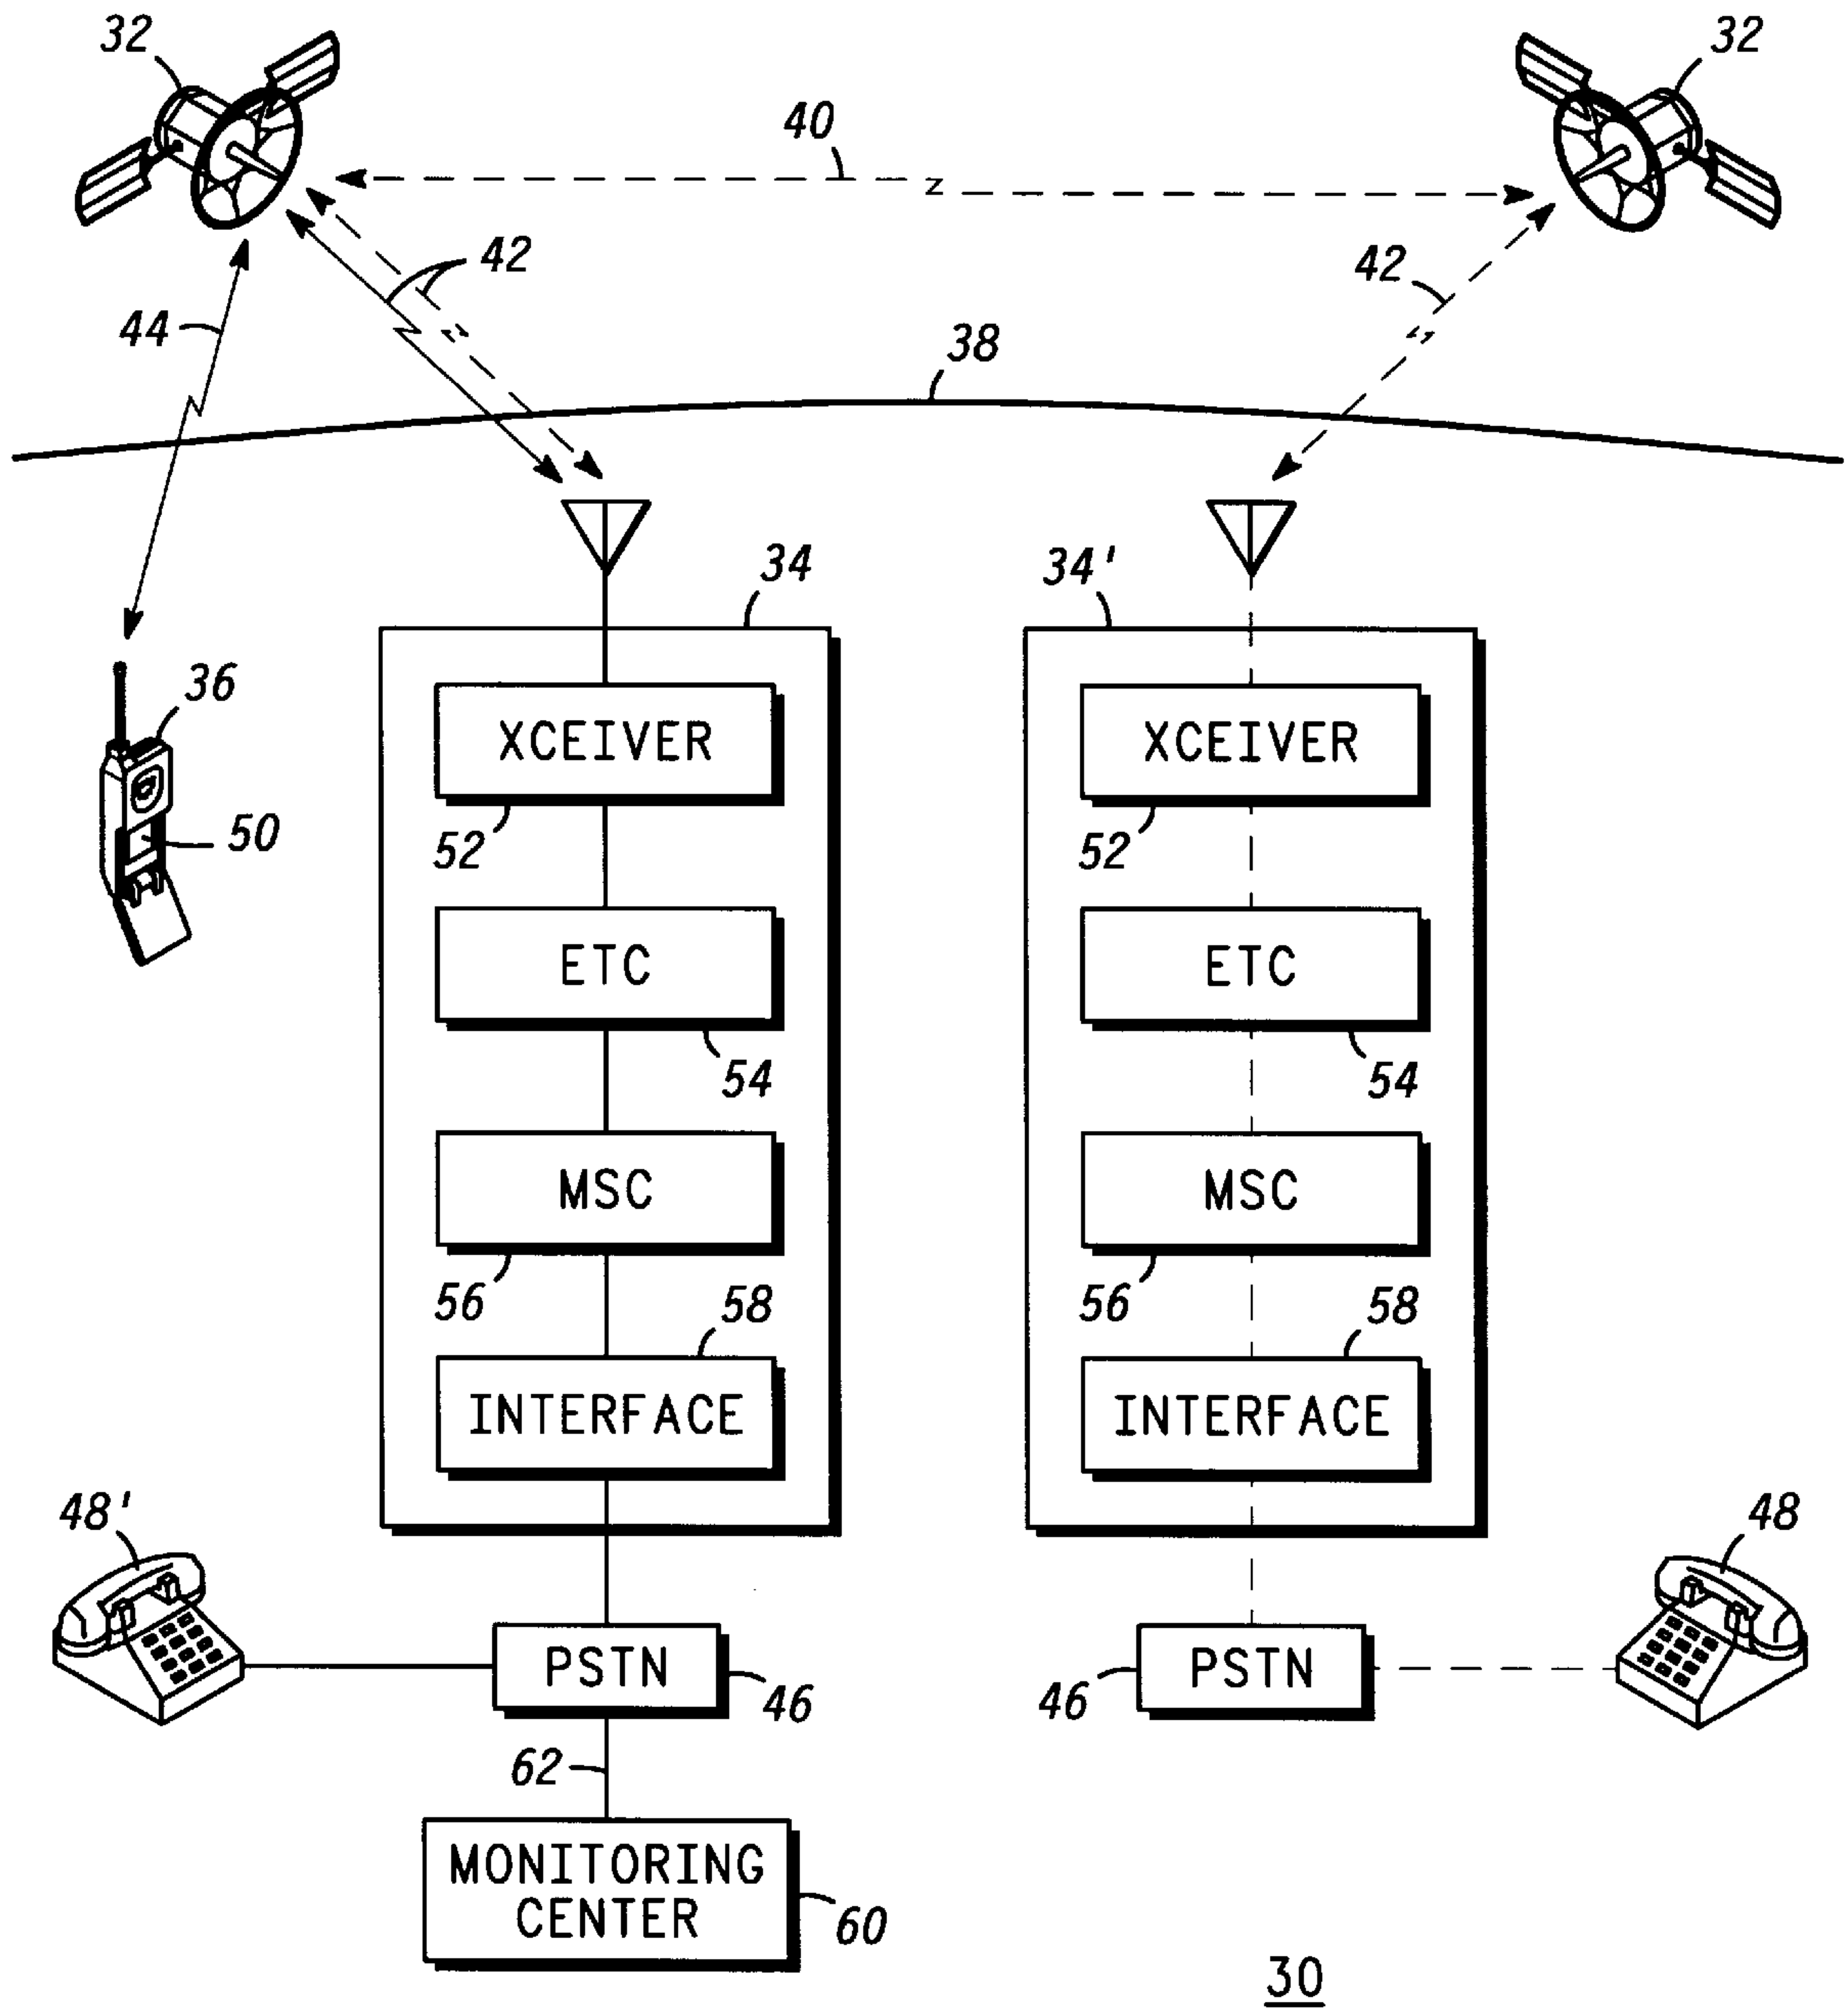 32
32
40
42
42
44
38
34
34'
36
XCEIVER
XCEIVER
50
52
52
ETC
ETC
54
54
MSC
MSC
56
58
56
58
INTERFACE
INTERFACE
48'
48
PSTN
PSTN
46
46
62
MONITORING
CENTER
60
30